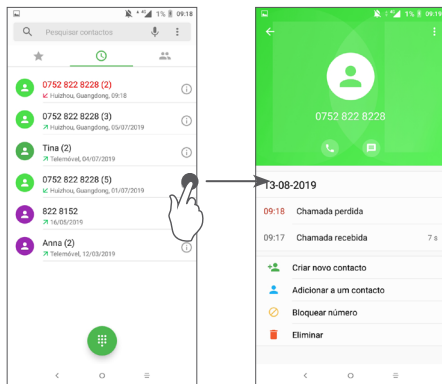 1% 09:18
Pesquisar contactos
0752 822 8228 (2)
Huizhou, Guangdong, 09:18
0752 822 8228 (3)
Huizhou, Guangdong, 05/07/2019
Tina (2)
Telemóvel, 04/07/2019
0752 822 8228 (5)
Huizhou, Guangdong, 01/07/2019
822 8152
16/05/2019
Anna (2)
Telemóvel, 12/03/2019
1% 09:19
0752 822 8228
13-08-2019
09:18 Chamada perdida
09:17 Chamada recebida 7 s
Criar novo contacto
Adicionar a um contacto
Bloquear número
Eliminar